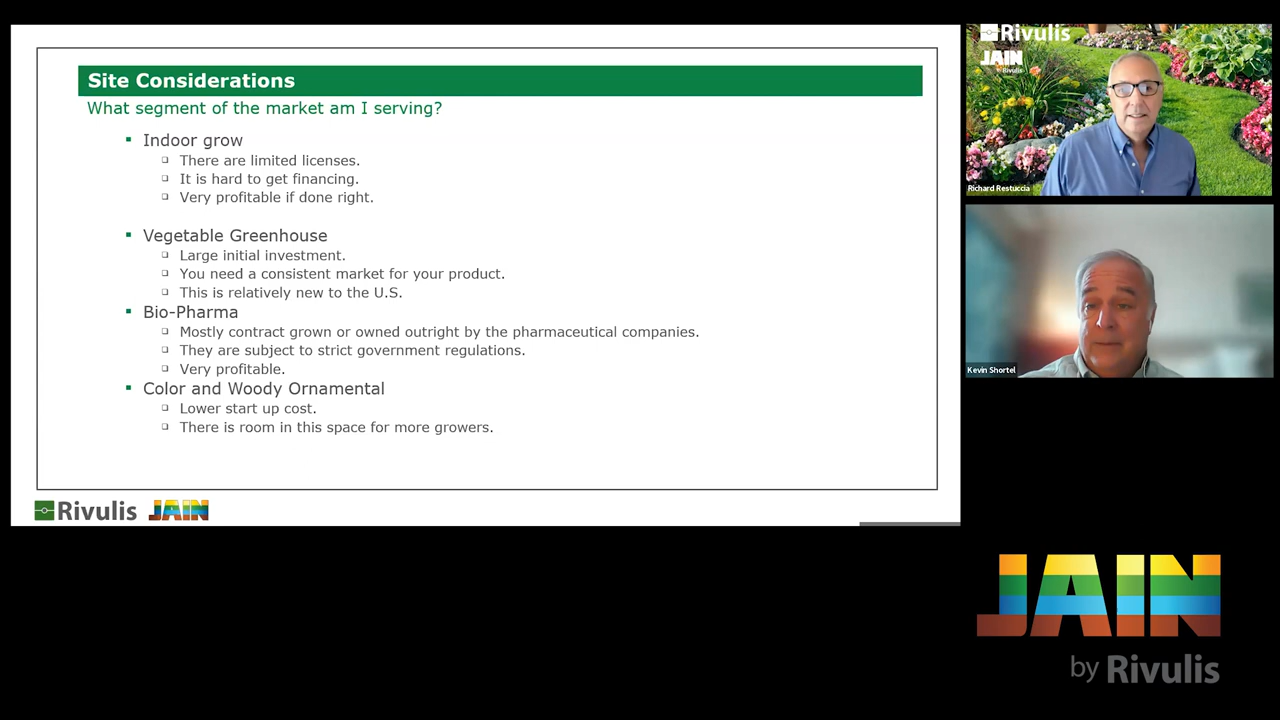 Site Considerations
What segment of the market am I serving?
Indoor grow
There are limited licenses.
It is hard to get financing.
Very profitable if done right.
Vegetable Greenhouse
Large initial investment.
You need a consistent market for your product.
This is relatively new to the U.S.
Bio-Pharma
Mostly contract grown or owned outright by the pharmaceutical companies.
They are subject to strict government regulations.
Very profitable.
Color and Woody Ornamental
Lower start up cost.
There is room in this space for more growers.
Rivulis JAIN
Rivulis
JAIN
by Rivulis
Richard Restuccia
Kevin Shortel
JAIN
by Rivulis